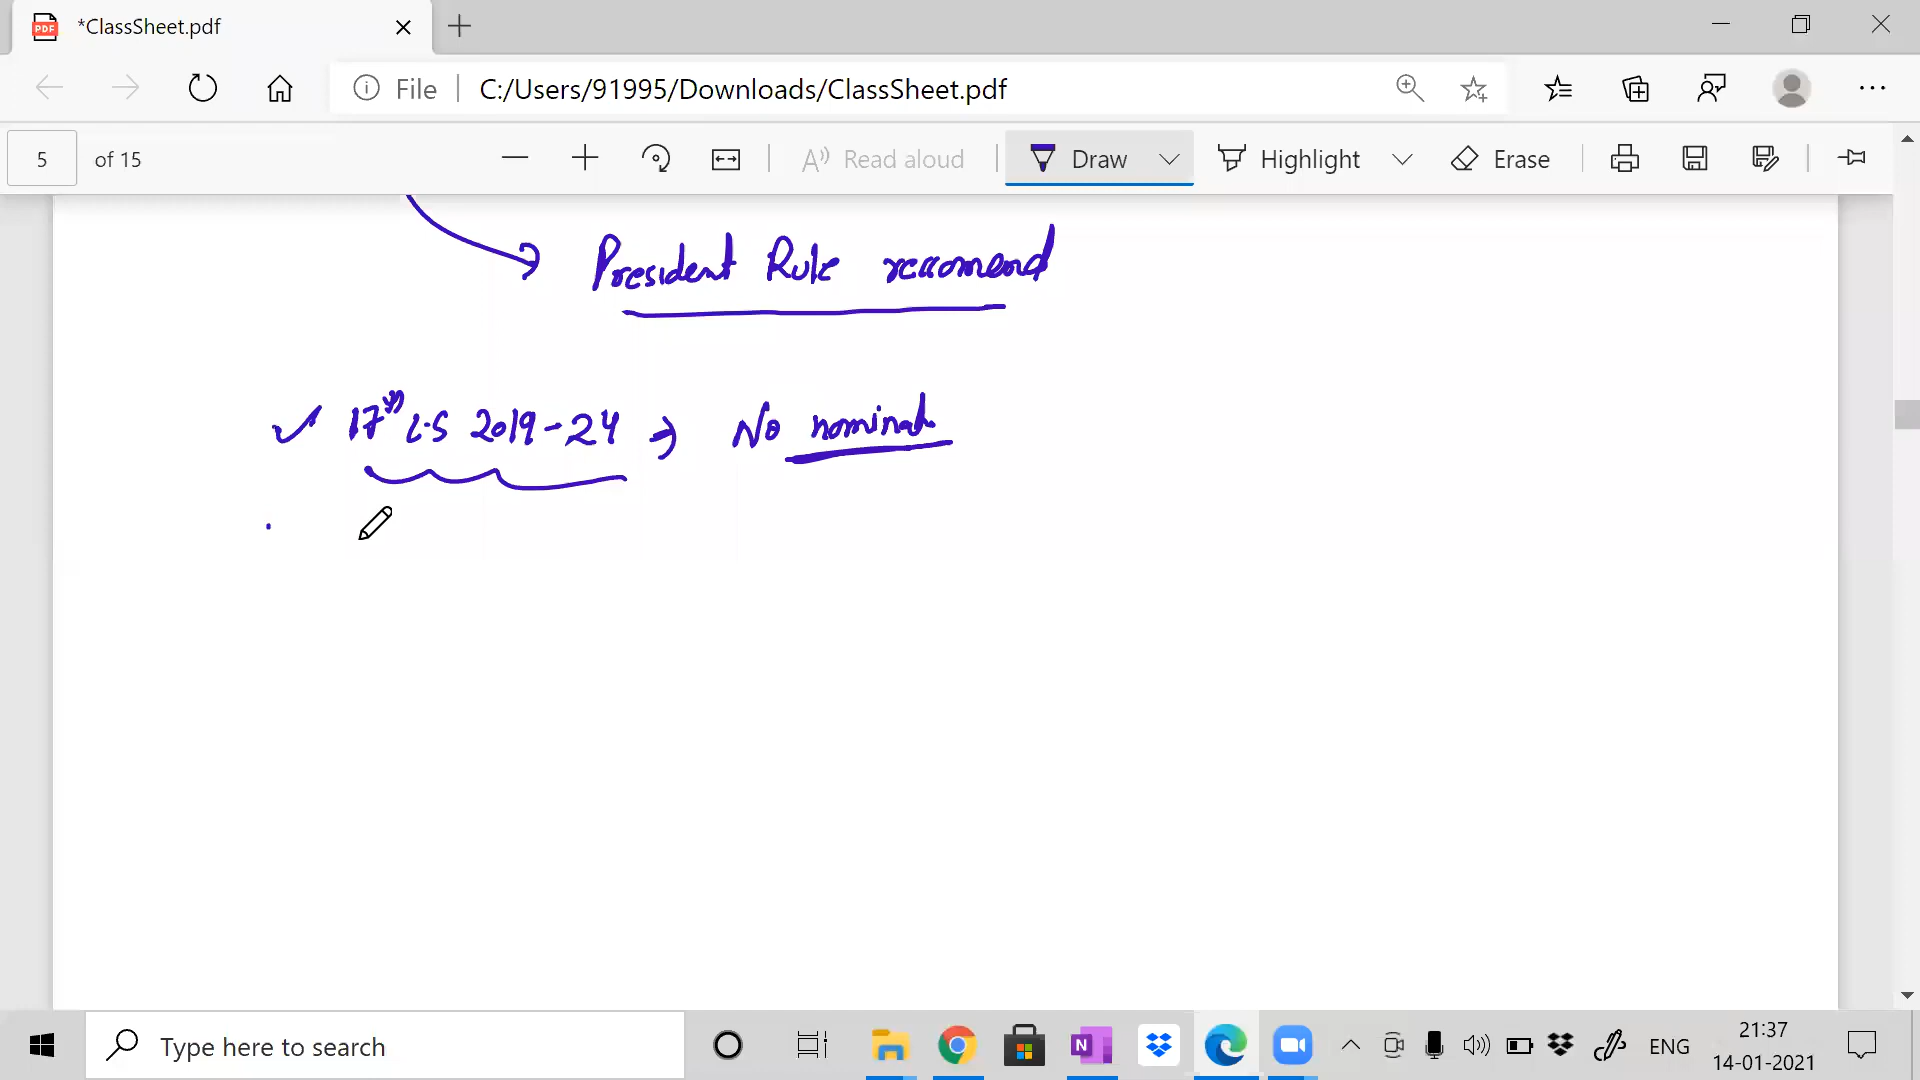 *ClassSheet.pdf
File | C:/Users/91995/Downloads/ClassSheet.pdf
5 of 15 Read aloud Draw Highlight Erase
President Rule reccomend
17th L.S 2019-24 → No nominat
Type here to search
ENG 21:37
14-01-2021